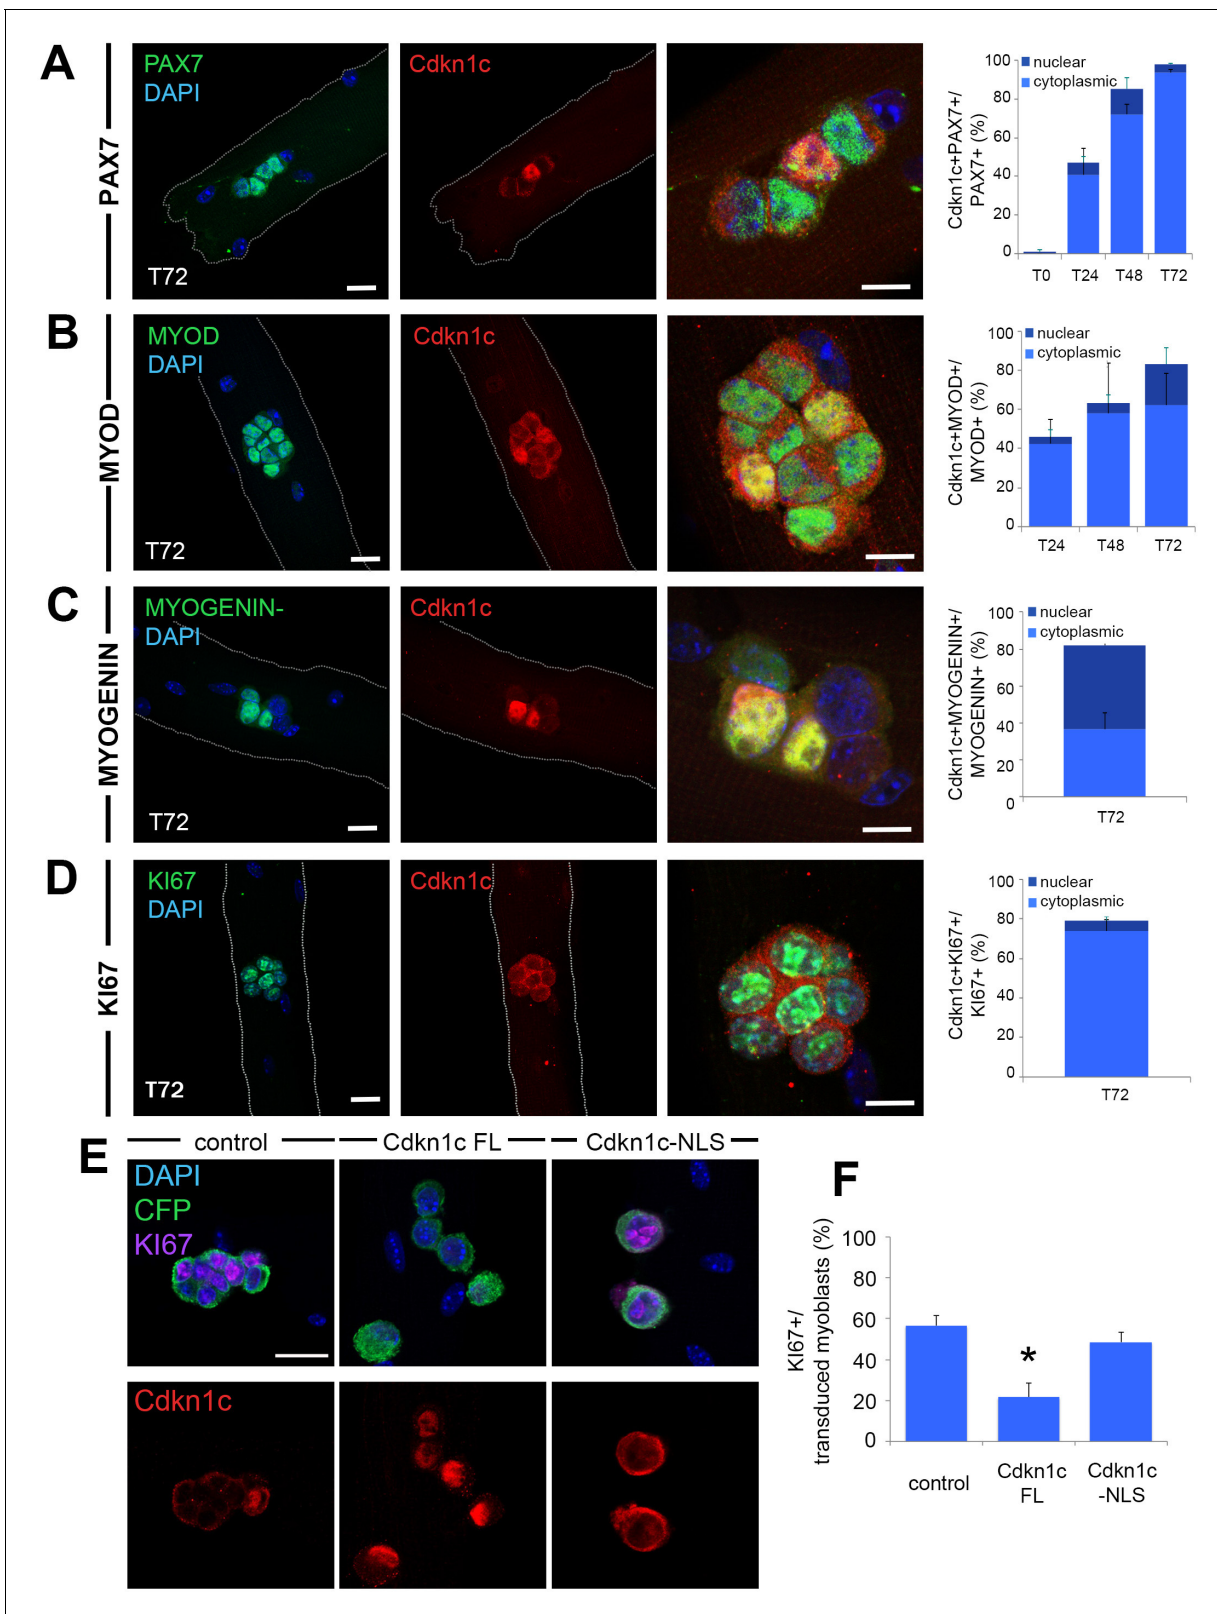 A
PAX7
PAX7
DAPI
T72
Cdkn1c
Cdkn1c+PAX7+/
PAX7+ (%)
nuclear
cytoplasmic
100
80
60
40
20
0
T0 T24 T48 T72
B
MYOD
MYOD
DAPI
T72
Cdkn1c
Cdkn1c+MYOD+/
MYOD+ (%)
nuclear
cytoplasmic
100
80
60
40
20
0
T24 T48 T72
C
MYOGENIN
MYOGENIN-
DAPI
T72
Cdkn1c
Cdkn1c+MYOGENIN+/
MYOGENIN+ (%)
nuclear
cytoplasmic
100
80
60
40
20
0
T72
D
KI67
KI67
DAPI
T72
Cdkn1c
Cdkn1c+KI67+/
KI67+ (%)
nuclear
cytoplasmic
100
80
60
40
20
0
T72
E
control Cdkn1c FL Cdkn1c-NLS
DAPI
CFP
KI67
Cdkn1c
F
KI67+/
transduced myoblasts (%)
100
80
60
40
20
0
*
control Cdkn1c Cdkn1c
FL -NLS